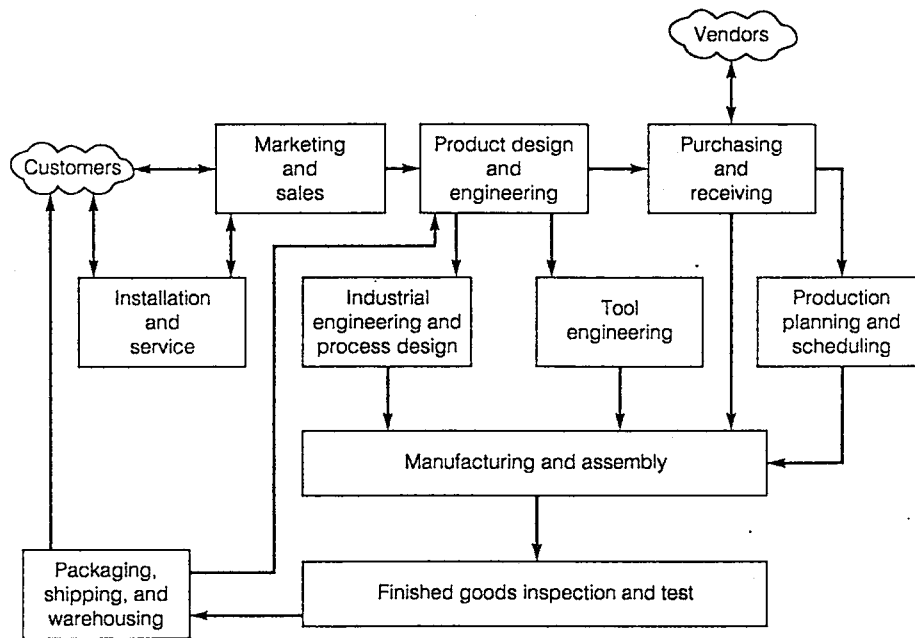 Vendors
Customers
Marketing
and
sales
Product design
and
engineering
Purchasing
and
receiving
Installation
and
service
Industrial
engineering and
process design
Tool
engineering
Production
planning and
scheduling
Manufacturing and assembly
Packaging,
shipping, and
warehousing
Finished goods inspection and test